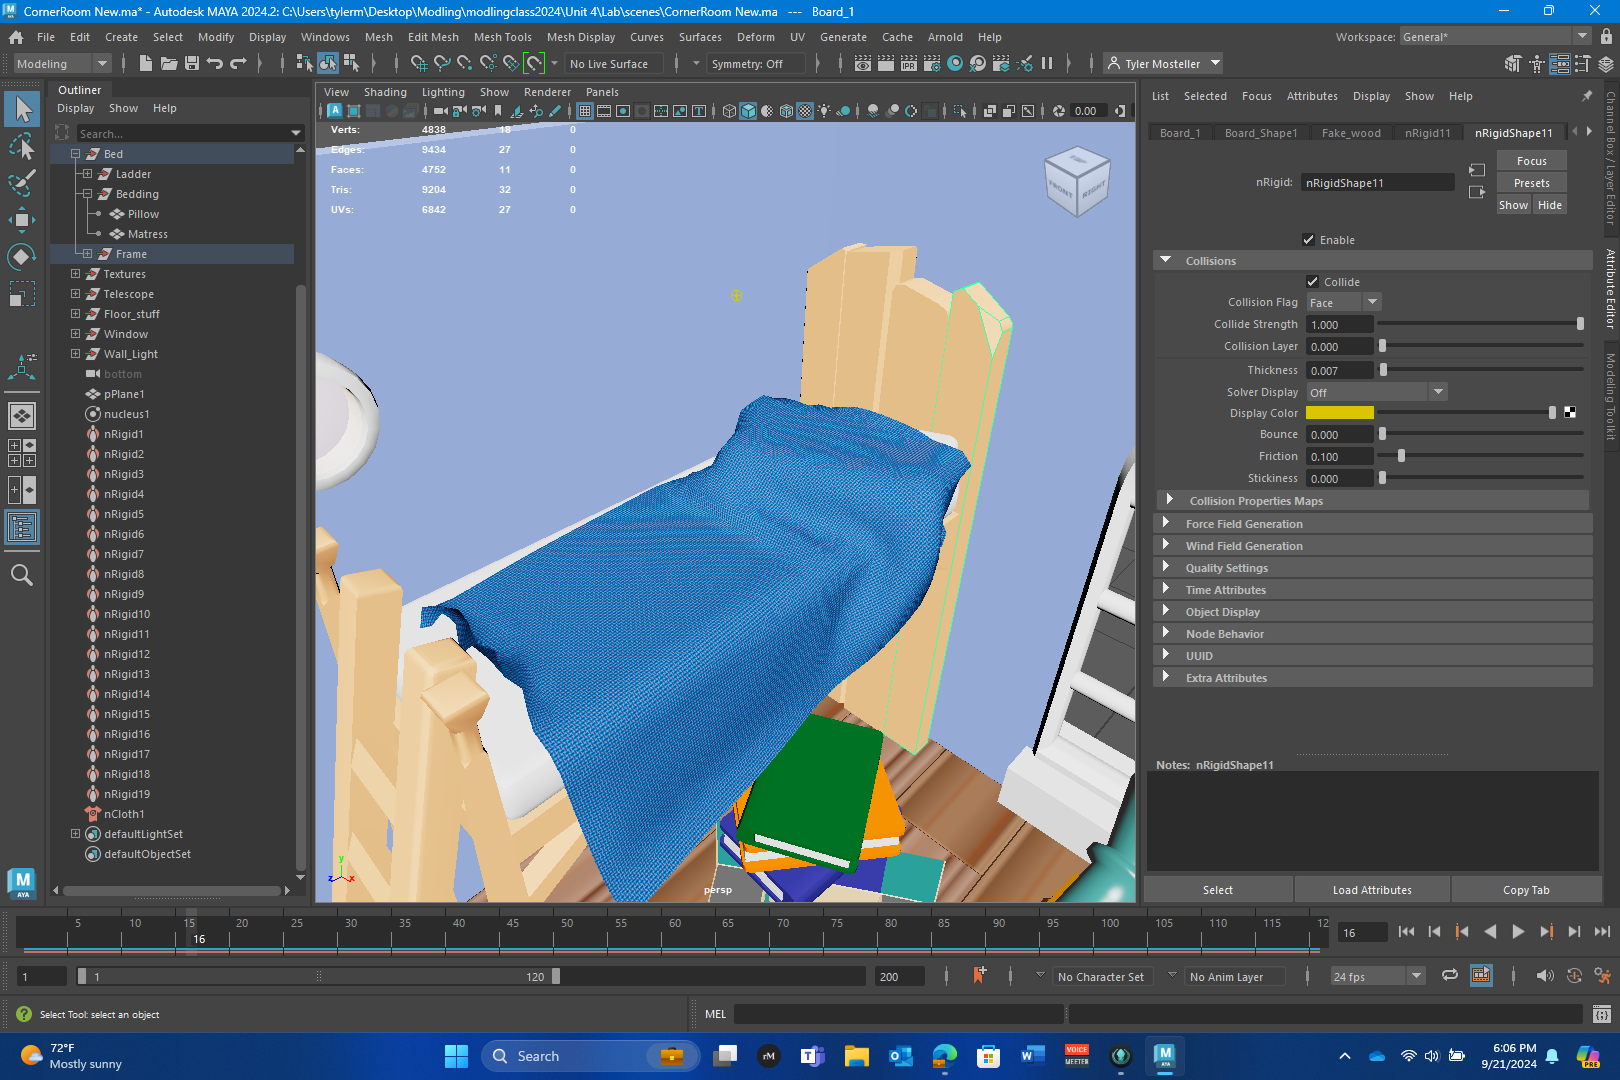 CornerRoom New.ma* - Autodesk MAYA 2024.2: C:\Users\tylerm\Desktop\Modling\modlingclass2024\Unit 4\Lab\scenes\CornerRoom New.ma --- Board_1
File Edit Create Select Modify Display Windows Mesh Edit Mesh Mesh Tools Mesh Display Curves Surfaces Deform UV Generate Cache Arnold Help
Workspace: General*
Modeling
No Live Surface
Symmetry: Off
IPR
Tyler Mosteller
Outliner
Display Show Help
Search...
Bed
Ladder
Bedding
Pillow
Matress
Frame
Textures
Telescope
Floor_stuff
Window
Wall_Light
bottom
pPlane1
nucleus1
nRigid1
nRigid2
nRigid3
nRigid4
nRigid5
nRigid6
nRigid7
nRigid8
nRigid9
nRigid10
nRigid11
nRigid12
nRigid13
nRigid14
nRigid15
nRigid16
nRigid17
nRigid18
nRigid19
nCloth1
defaultLightSet
defaultObjectSet
View Shading Lighting Show Renderer Panels
0.00
Verts: 4838 18 0
Edges: 9434 27 0
Faces: 4752 11 0
Tris: 9204 32 0
UVs: 6842 27 0
TOP
FRONT
RIGHT
y
z
x
persp
List Selected Focus Attributes Display Show Help
Board_1
Board_Shape1
Fake_wood
nRigid11
nRigidShape11
Focus
nRigid: nRigidShape11
Presets
Show Hide
Enable
Collisions
Collide
Collision Flag Face
Collide Strength 1.000
Collision Layer 0.000
Thickness 0.007
Solver Display Off
Display Color
Bounce 0.000
Friction 0.100
Stickiness 0.000
Collision Properties Maps
Force Field Generation
Wind Field Generation
Quality Settings
Time Attributes
Object Display
Node Behavior
UUID
Extra Attributes
Notes: nRigidShape11
Select
Load Attributes
Copy Tab
Channel Box / Layer Editor
Attribute Editor
Modeling Toolkit
M
AYA
5 10 15 20 25 30 35 40 45 50 55 60 65 70 75 80 85 90 95 100 105 110 115 12
16
16
1
1
120
200
No Character Set
No Anim Layer
24 fps
Select Tool: select an object
MEL
72°F
Mostly sunny
Search
rM
VOICE
MEETER
M
AYA
6:06 PM
9/21/2024
PRE